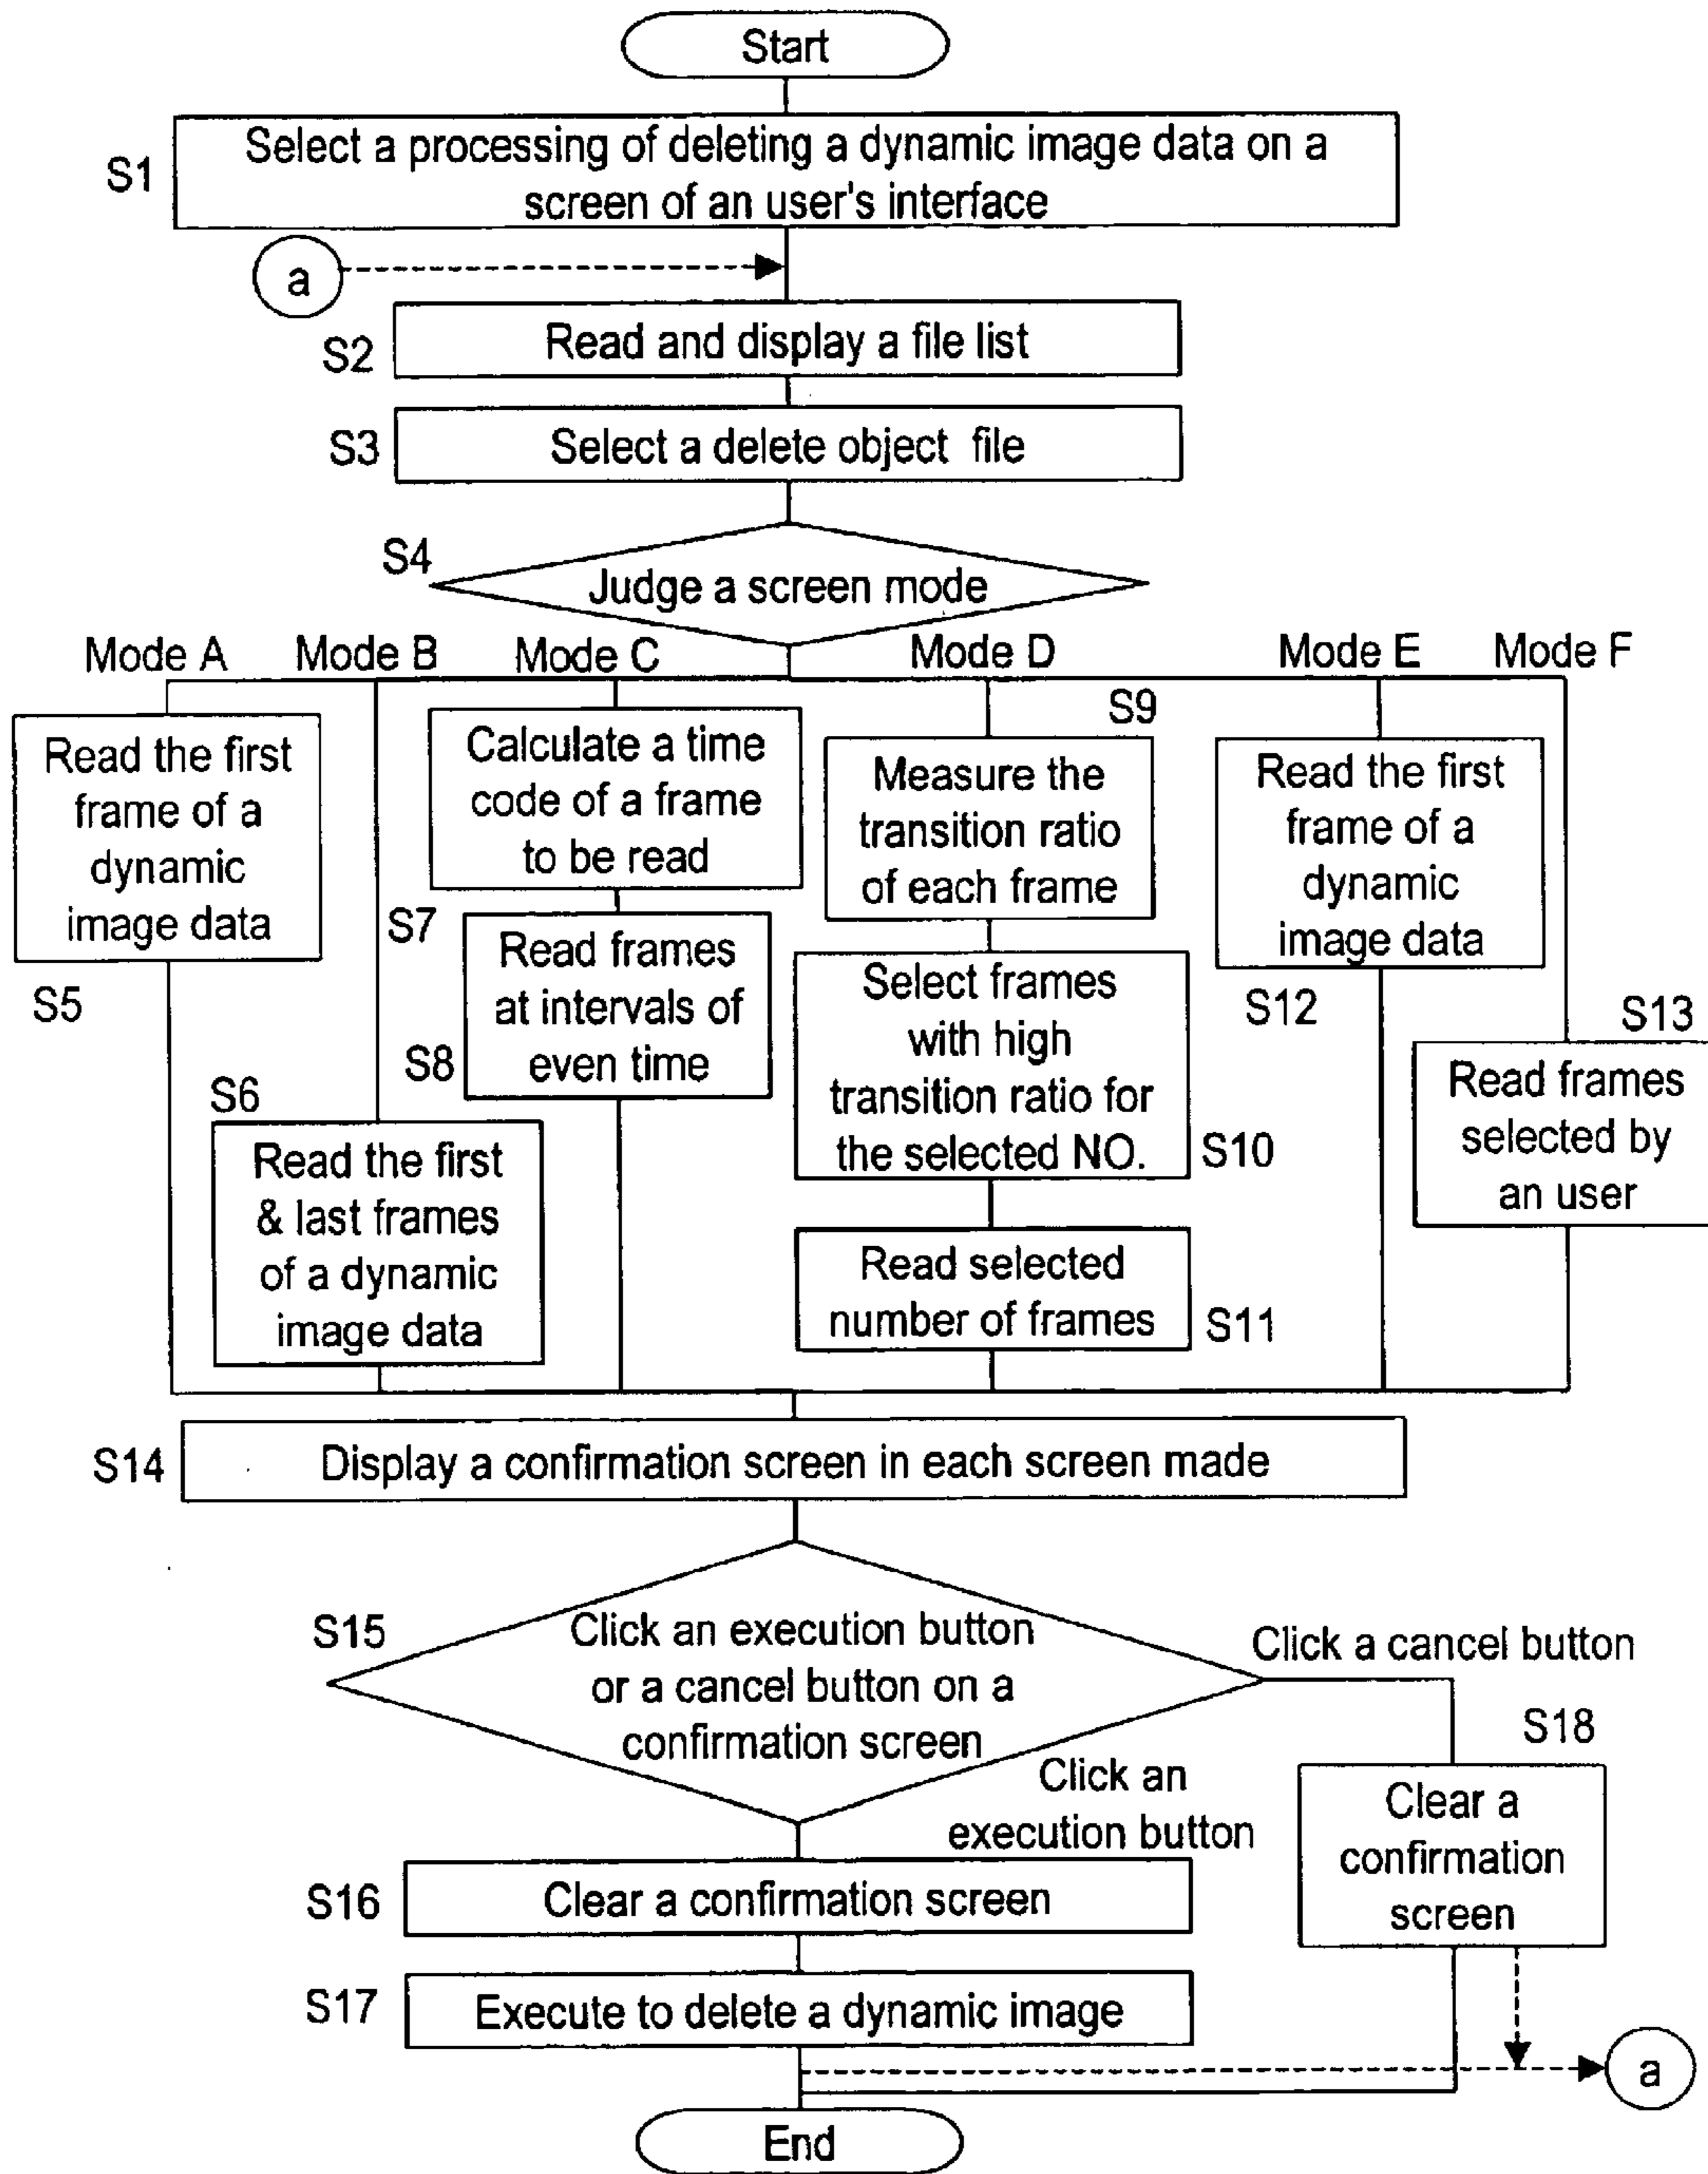 Start
S1
Select a processing of deleting a dynamic image data on a
screen of an user's interface
a
S2
Read and display a file list
S3
Select a delete object file
S4
Judge a screen mode
Mode A
Mode B
Mode C
Mode D
Mode E
Mode F
Read the first
frame of a
dynamic
image data
S5
S6
Read the first
& last frames
of a dynamic
image data
Calculate a time
code of a frame
to be read
S7
Read frames
at intervals of
even time
S8
S9
Measure the
transition ratio
of each frame
Select frames
with high
transition ratio for
the selected NO.
S10
Read selected
number of frames
S11
Read the first
frame of a
dynamic
image data
S12
S13
Read frames
selected by
an user
S14
Display a confirmation screen in each screen made
S15
Click an execution button
or a cancel button on a
confirmation screen
Click a cancel button
S18
Clear a
confirmation
screen
Click an
execution button
S16
Clear a confirmation screen
S17
Execute to delete a dynamic image
a
End